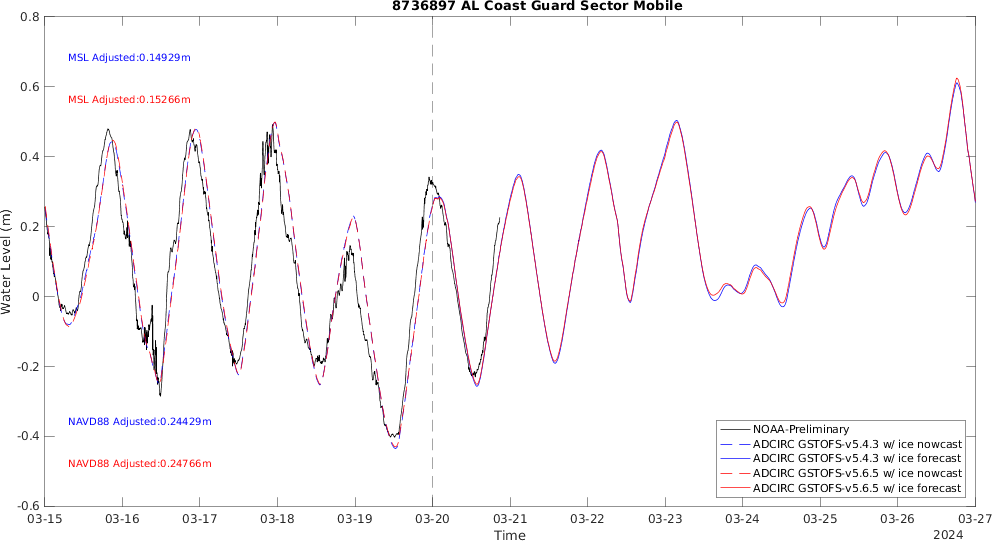 8736897 AL Coast Guard Sector Mobile
0.8
0.6
0.4
0.2
0
-0.2
-0.4
-0.6
Water Level (m)
MSL Adjusted:0.14929m
MSL Adjusted:0.15266m
NAVD88 Adjusted:0.24429m
NAVD88 Adjusted:0.24766m
NOAA-Preliminary
ADCIRC GSTOFS-v5.4.3 w/ ice nowcast
ADCIRC GSTOFS-v5.4.3 w/ ice forecast
ADCIRC GSTOFS-v5.6.5 w/ ice nowcast
ADCIRC GSTOFS-v5.6.5 w/ ice forecast
03-15 03-16 03-17 03-18 03-19 03-20 03-21 03-22 03-23 03-24 03-25 03-26 03-27
Time
2024